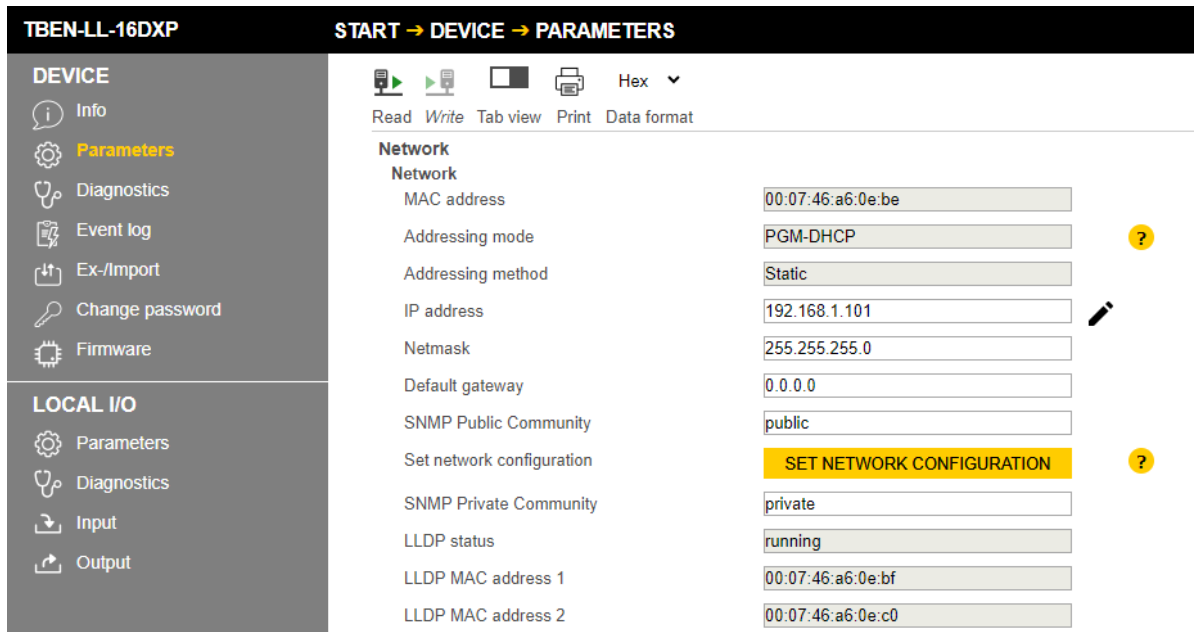 TBEN-LL-16DXP
START → DEVICE → PARAMETERS
DEVICE
Info
Parameters
Diagnostics
Event log
Ex-/Import
Change password
Firmware
LOCAL I/O
Parameters
Diagnostics
Input
Output
Hex
Read Write Tab view Print Data format
Network
Network
MAC address 00:07:46:a6:0e:be
Addressing mode PGM-DHCP ?
Addressing method Static
IP address 192.168.1.101
Netmask 255.255.255.0
Default gateway 0.0.0.0
SNMP Public Community public
Set network configuration SET NETWORK CONFIGURATION ?
SNMP Private Community private
LLDP status running
LLDP MAC address 1 00:07:46:a6:0e:bf
LLDP MAC address 2 00:07:46:a6:0e:c0